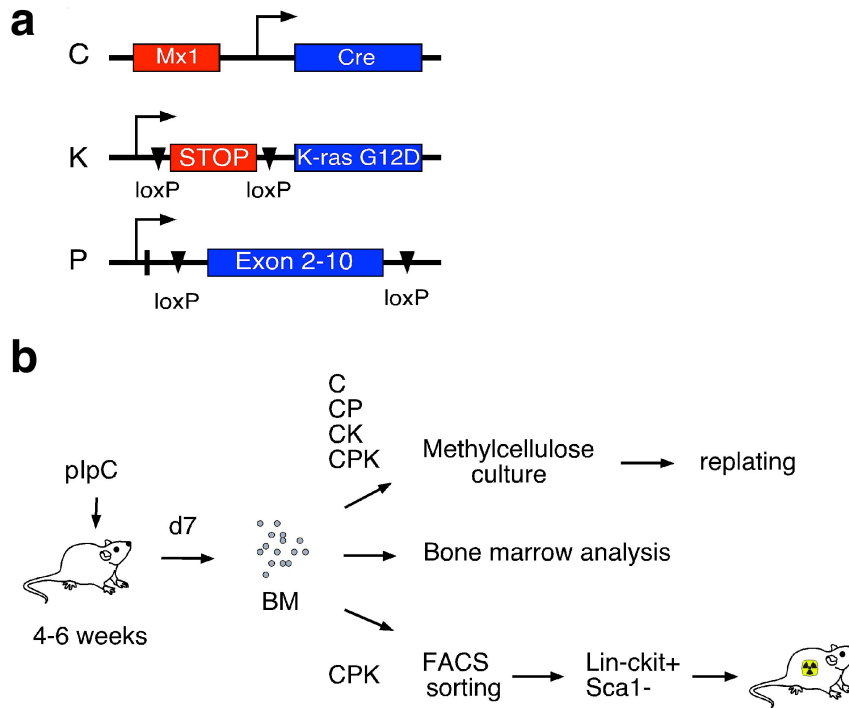 a
C
Mx1
Cre
K
STOP
K-ras G12D
loxP
loxP
P
Exon 2-10
loxP
loxP
b
C
CP
CK
CPK
Methylcellulose
culture
replating
pIpC
d7
Bone marrow analysis
BM
4-6 weeks
CPK
FACS
sorting
Lin-ckit+
Sca1-